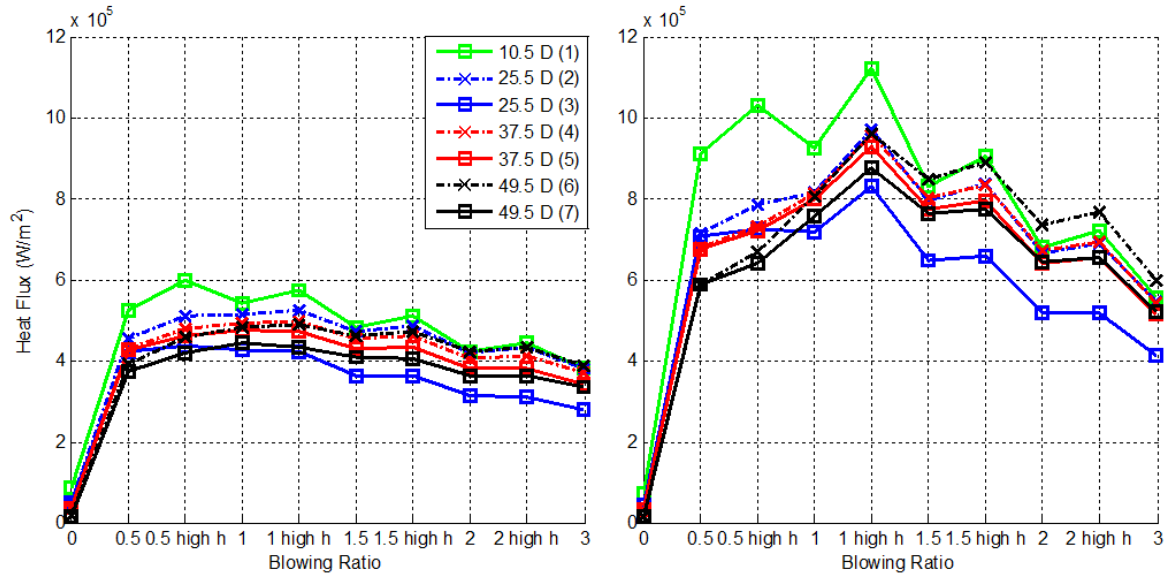 x 10^5
12
10
8
6
4
2
0
Heat Flux (W/m^2)
10.5 D (1)
25.5 D (2)
25.5 D (3)
37.5 D (4)
37.5 D (5)
49.5 D (6)
49.5 D (7)
0 0.5 0.5 high h 1 1 high h 1.5 1.5 high h 2 2 high h 3
Blowing Ratio
x 10^5
12
10
8
6
4
2
0
0 0.5 0.5 high h 1 1 high h 1.5 1.5 high h 2 2 high h 3
Blowing Ratio